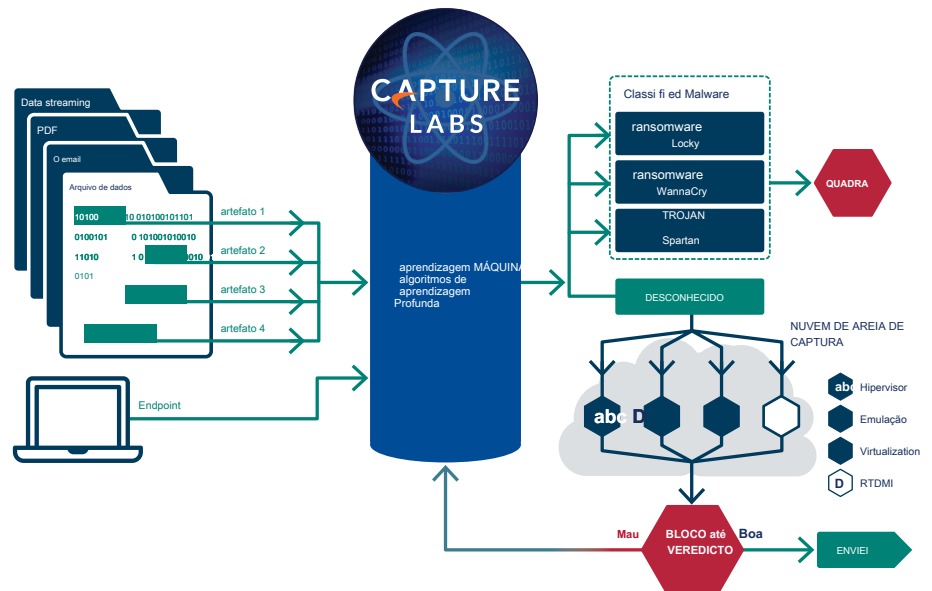 CAPTURE
LABS
Data streaming
PDF
O email
Arquivo de dados
10100 10 010100101101
0100101 0 101001010010
11010 1 0 0010
0101
artefato 1
artefato 2
artefato 3
artefato 4
Endpoint
aprendizagem MÁQUINA
algoritmos de
aprendizagem
Profunda
Classi fi ed Malware
ransomware
Locky
ransomware
WannaCry
TROJAN
Spartan
QUADRA
DESCONHECIDO
NUVEM DE AREIA DE
CAPTURA
abc D
abc Hipervisor
Emulação
Virtualization
D RTDMI
Mau
BLOCO até
VEREDICTO
Boa
ENVIEI